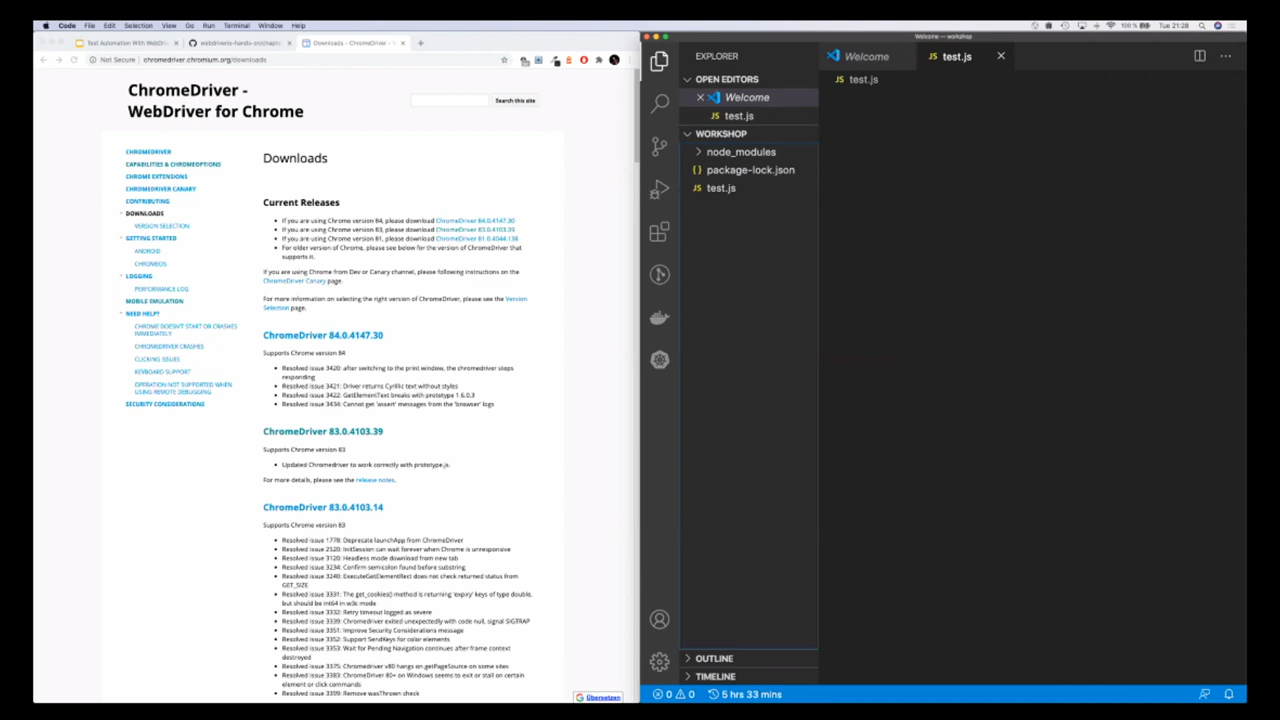 Code File Edit Selection View Go Run Terminal Window Help
100 % Tue 21:28
Test Automation With WebDriv
webdriverio-hands-on/chapte
Downloads - ChromeDriver - W
Welcome — workshop
Not Secure chromedriver.chromium.org/downloads
ChromeDriver -
WebDriver for Chrome
Search this site
CHROMEDRIVER
CAPABILITIES & CHROMEOPTIONS
CHROME EXTENSIONS
CHROMEDRIVER CANARY
CONTRIBUTING
DOWNLOADS
VERSION SELECTION
GETTING STARTED
ANDROID
CHROMEOS
LOGGING
PERFORMANCE LOG
MOBILE EMULATION
NEED HELP?
CHROME DOESN'T START OR CRASHES
IMMEDIATELY
CHROMEDRIVER CRASHES
CLICKING ISSUES
KEYBOARD SUPPORT
OPERATION NOT SUPPORTED WHEN
USING REMOTE DEBUGGING
SECURITY CONSIDERATIONS
Downloads
Current Releases
If you are using Chrome version 84, please download ChromeDriver 84.0.4147.30
If you are using Chrome version 83, please download ChromeDriver 83.0.4103.39
If you are using Chrome version 81, please download ChromeDriver 81.0.4044.138
For older version of Chrome, please see below for the version of ChromeDriver that
supports it.
If you are using Chrome from Dev or Canary channel, please following instructions on the
ChromeDriver Canary page.
For more information on selecting the right version of ChromeDriver, please see the Version
Selection page.
ChromeDriver 84.0.4147.30
Supports Chrome version 84
Resolved issue 3420: after switching to the print window, the chromedriver stops
responding
Resolved issue 3421: Driver returns Cyrillic text without styles
Resolved issue 3422: GetElementText breaks with prototype 1.6.0.3
Resolved issue 3434: Cannot get 'assert' messages from the 'browser' logs
ChromeDriver 83.0.4103.39
Supports Chrome version 83
Updated Chromedriver to work correctly with prototype.js.
For more details, please see the release notes.
ChromeDriver 83.0.4103.14
Supports Chrome version 83
Resolved issue 1778: Deprecate launchApp from ChromeDriver
Resolved issue 2520: InitSession can wait forever when Chrome is unresponsive
Resolved issue 3120: Headless mode download from new tab
Resolved issue 3234: Confirm semicolon found before substring
Resolved issue 3240: ExecuteGetElementRect does not check returned status from
GET_SIZE
Resolved issue 3331: The get_cookies() method is returning 'expiry' keys of type double,
but should be int64 in w3c mode
Resolved issue 3332: Retry timeout logged as severe
Resolved issue 3339: Chromedriver exited unexpectedly with code null, signal SIGTRAP
Resolved issue 3351: Improve Security Considerations message
Resolved issue 3352: Support SendKeys for color elements
Resolved issue 3353: Wait for Pending Navigation continues after frame context
destroyed
Resolved issue 3375: Chromedriver v80 hangs on .getPageSource on some sites
Resolved issue 3383: ChromeDriver 80+ on Windows seems to exit or stall on certain
element or click commands
Resolved issue 3399: Remove wasThrown check
Übersetzen
EXPLORER
OPEN EDITORS
Welcome
JS test.js
WORKSHOP
node_modules
{} package-lock.json
JS test.js
OUTLINE
TIMELINE
Welcome
JS test.js
JS test.js
0 0 5 hrs 33 mins